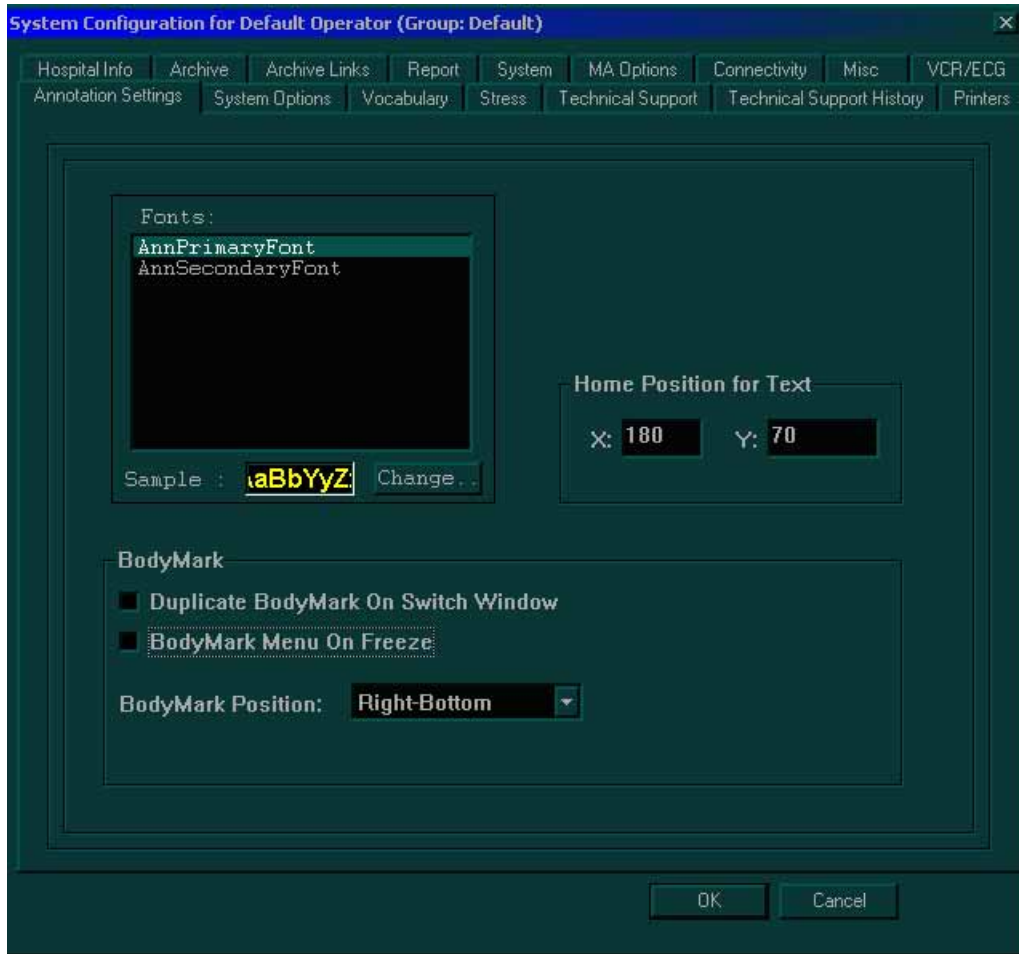 System Configuration for Default Operator (Group: Default)
Hospital Info Archive Archive Links Report System MA Options Connectivity Misc VCR/ECG
Annotation Settings System Options Vocabulary Stress Technical Support Technical Support History Printers
Fonts:
AnnPrimaryFont
AnnSecondaryFont
Home Position for Text
X: 180 Y: 70
Sample : aBbYyZ Change..
BodyMark
Duplicate BodyMark On Switch Window
BodyMark Menu On Freeze
BodyMark Position: Right-Bottom
OK Cancel